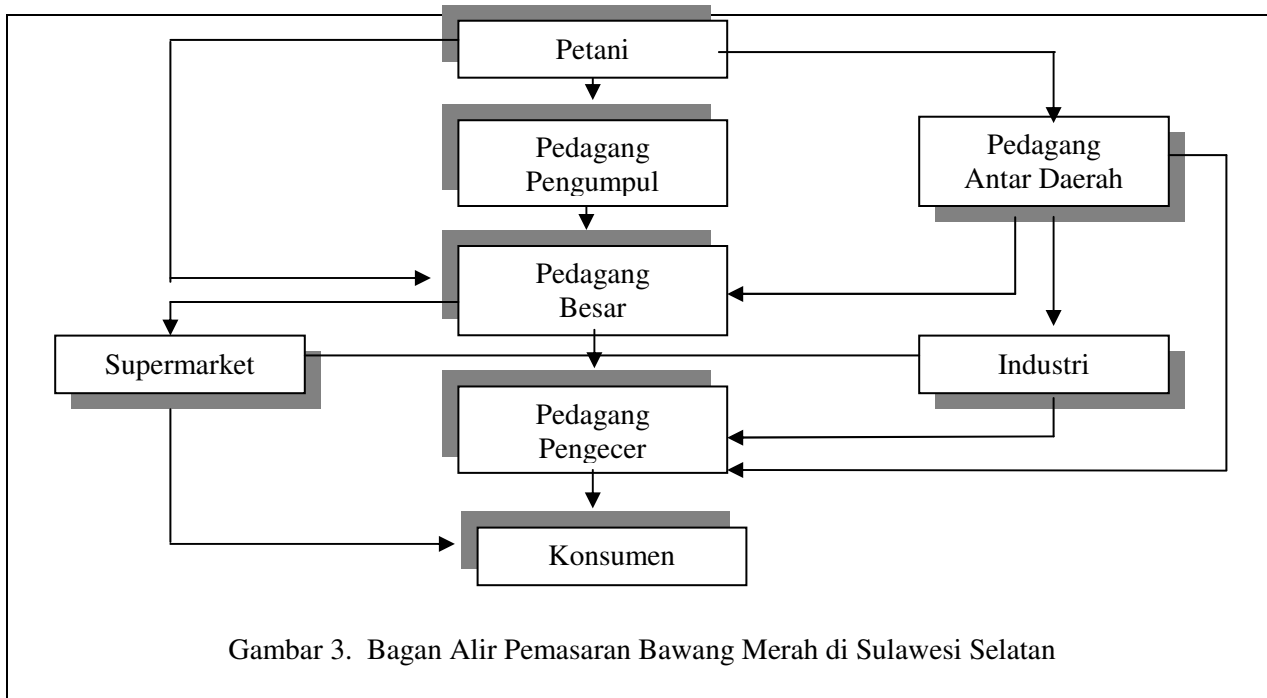 Petani
Pedagang
Pengumpul
Pedagang
Antar Daerah
Pedagang
Besar
Supermarket
Industri
Pedagang
Pengecer
Konsumen
Gambar 3. Bagan Alir Pemasaran Bawang Merah di Sulawesi Selatan